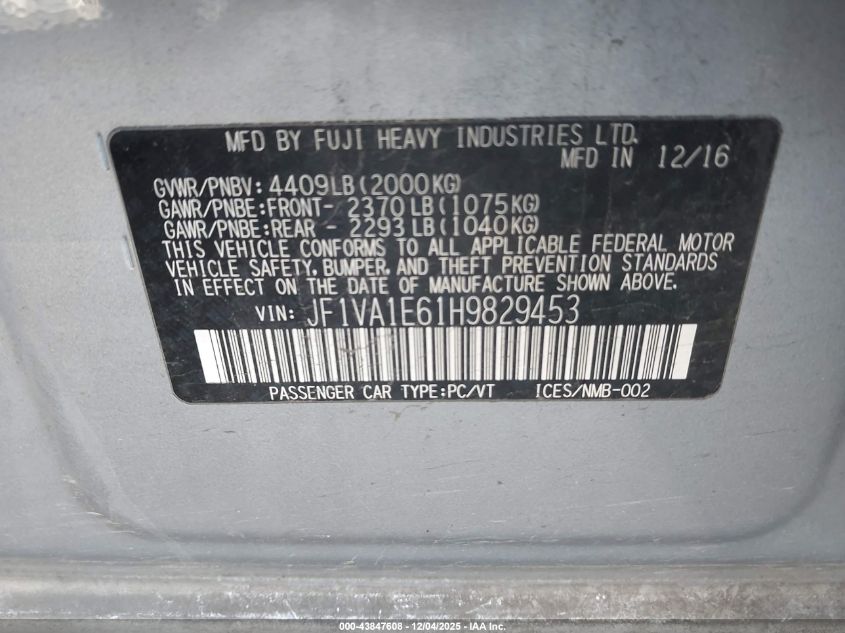 MFD BY FUJI HEAVY INDUSTRIES LTD.
MFD IN 12/16
GVWR/PNBV: 4409LB(2000KG)
GAWR/PNBE:FRONT- 2370LB(1075KG)
GAWR/PNBE:REAR - 2293LB(1040KG)
THIS VEHICLE CONFORMS TO ALL APPLICABLE FEDERAL MOTOR
VEHICLE SAFETY, BUMPER, AND THEFT PREVENTION STANDARDS
IN EFFECT ON THE DATE OF MANUFACTURE SHOWN ABOVE.
VIN: JF1VA1E61H9829453
PASSENGER CAR TYPE:PC/VT ICES/NMB-002
000-43847608 - 12/04/2025 - IAA Inc.